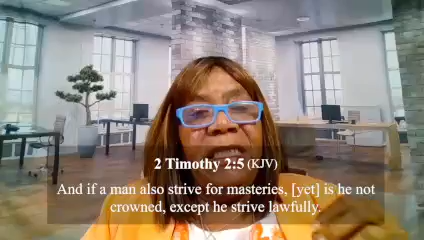 2 Timothy 2:5 (KJV)
And if a man also strive for masteries, [yet] is he not
crowned, except he strive lawfully.